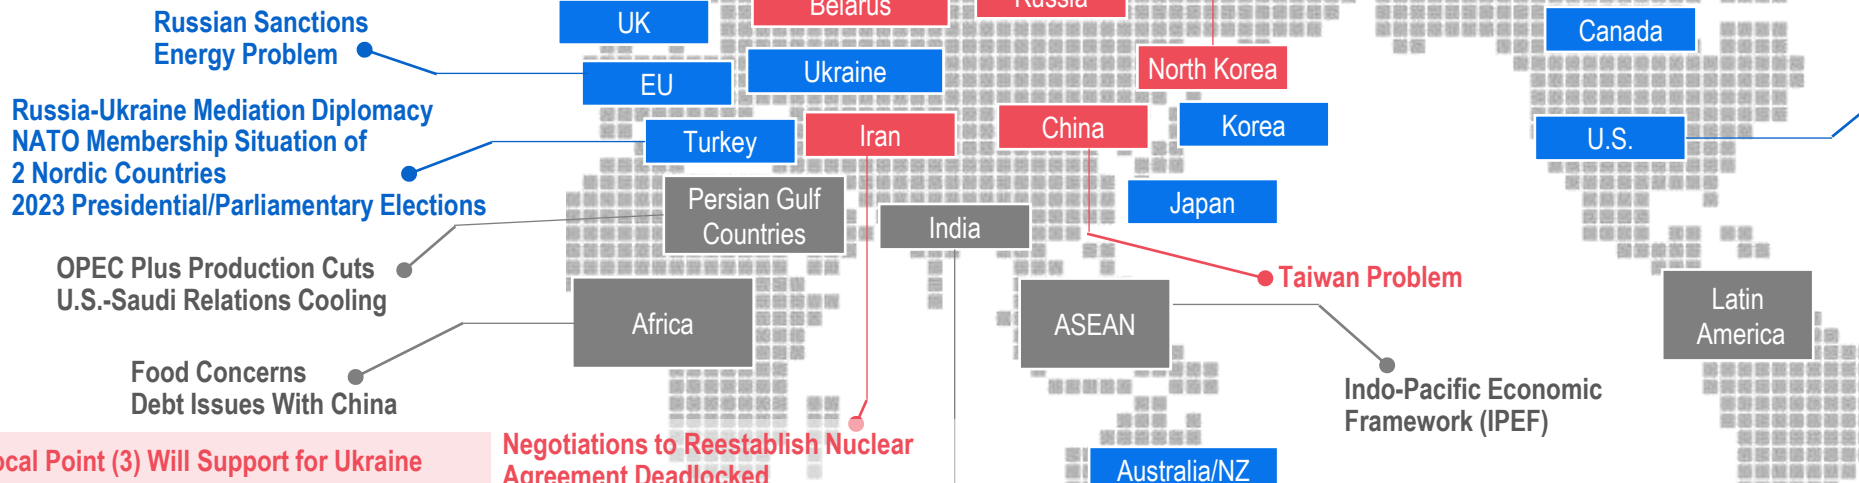 Belarus
Russia
Russian Sanctions
Energy Problem
UK
Canada
EU
Ukraine
North Korea
Russia-Ukraine Mediation Diplomacy
NATO Membership Situation of
2 Nordic Countries
2023 Presidential/Parliamentary Elections
Turkey
Iran
China
Korea
U.S.
Persian Gulf
Countries
India
Japan
OPEC Plus Production Cuts
U.S.-Saudi Relations Cooling
Taiwan Problem
Africa
ASEAN
Latin
America
Food Concerns
Debt Issues With China
Indo-Pacific Economic
Framework (IPEF)
ocal Point (3) Will Support for Ukraine
Negotiations to Reestablish Nuclear
Agreement Deadlocked
Australia/NZ